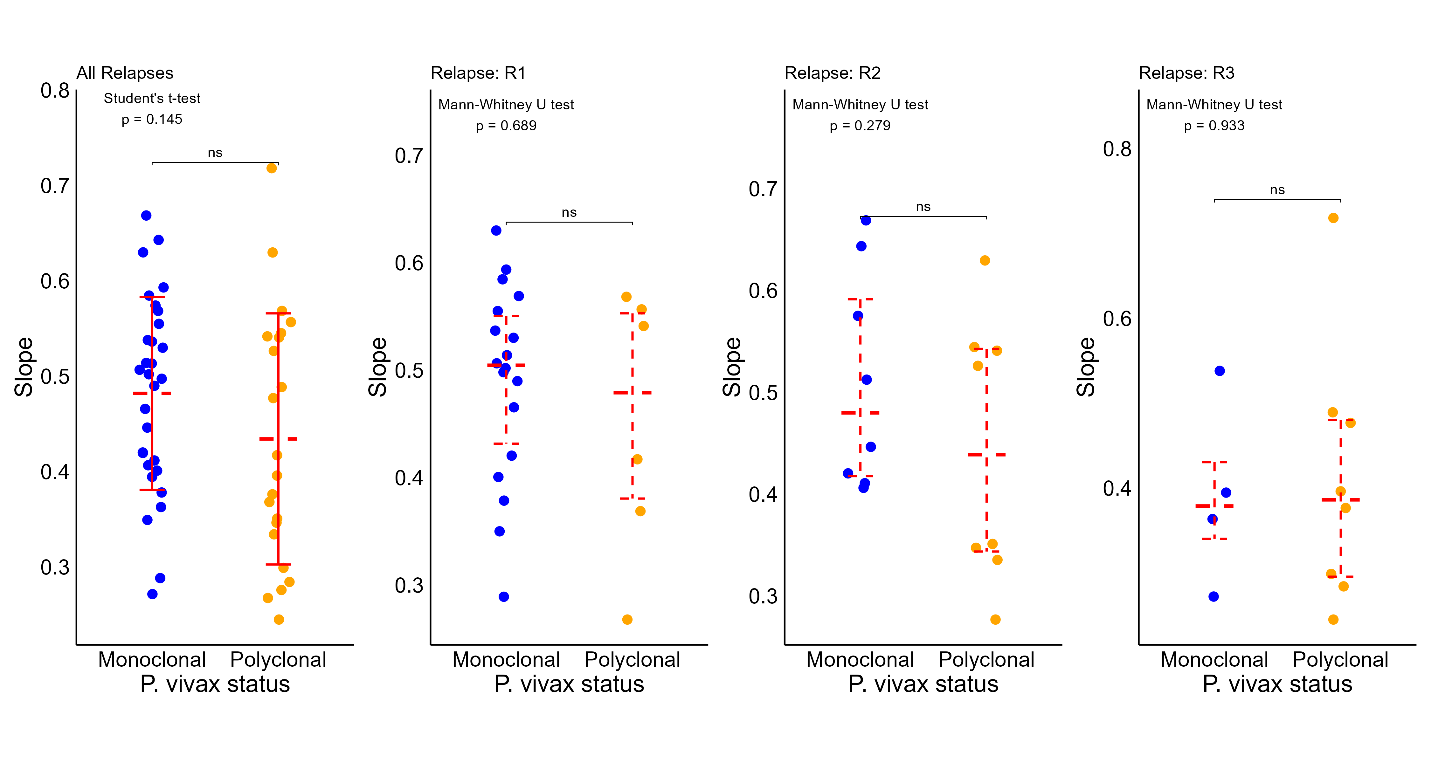 All Relapses
Student's t-test
p = 0.145
ns
0.8
0.7
0.6
0.5
0.4
0.3
Slope
Monoclonal Polyclonal
P. vivax status
Relapse: R1
Mann-Whitney U test
p = 0.689
ns
0.7
0.6
0.5
0.4
0.3
Slope
Monoclonal Polyclonal
P. vivax status
Relapse: R2
Mann-Whitney U test
p = 0.279
ns
0.7
0.6
0.5
0.4
0.3
Slope
Monoclonal Polyclonal
P. vivax status
Relapse: R3
Mann-Whitney U test
p = 0.933
ns
0.8
0.6
0.4
Slope
Monoclonal Polyclonal
P. vivax status